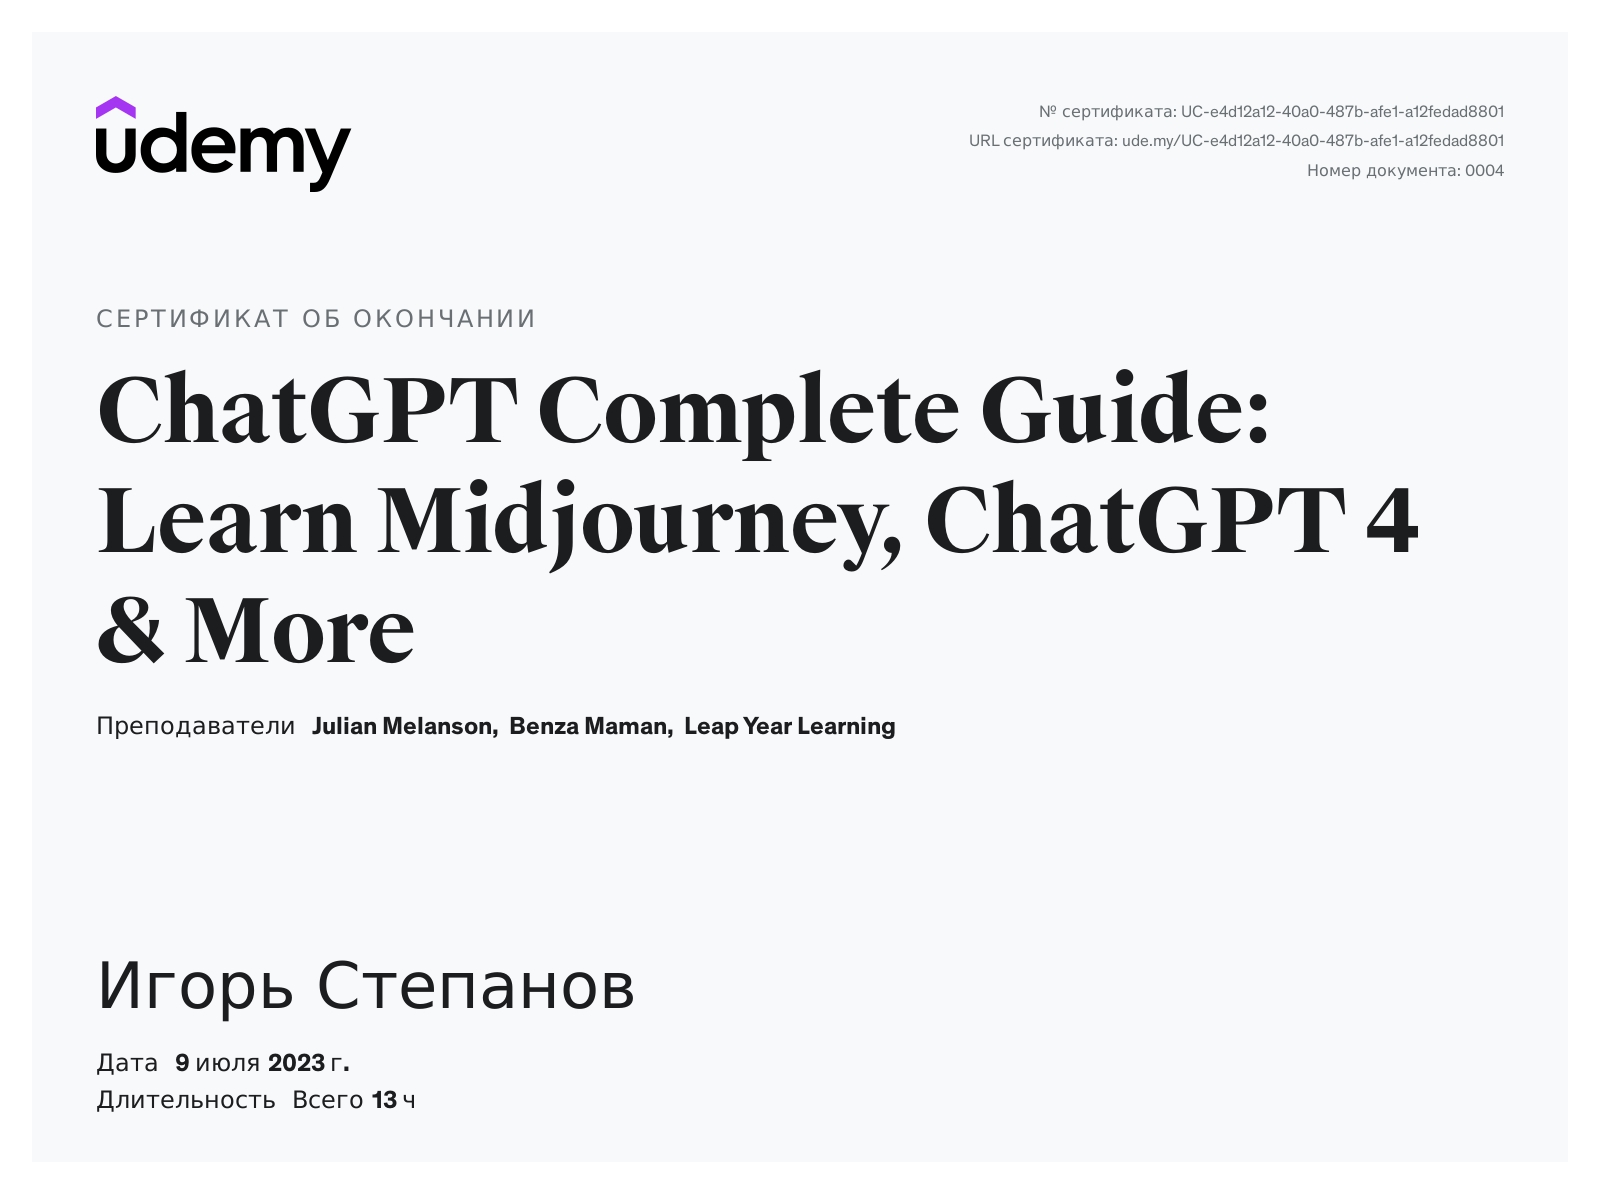 udemy
№ сертификата: UC-e4d12a12-40a0-487b-afe1-a12fedad8801
URL сертификата: ude.my/UC-e4d12a12-40a0-487b-afe1-a12fedad8801
Номер документа: 0004
СЕРТИФИКАТ ОБ ОКОНЧАНИИ
ChatGPT Complete Guide:
Learn Midjourney, ChatGPT 4
& More
Преподаватели Julian Melanson, Benza Maman, Leap Year Learning
Игорь Степанов
Дата 9 июля 2023 г.
Длительность Всего 13 ч